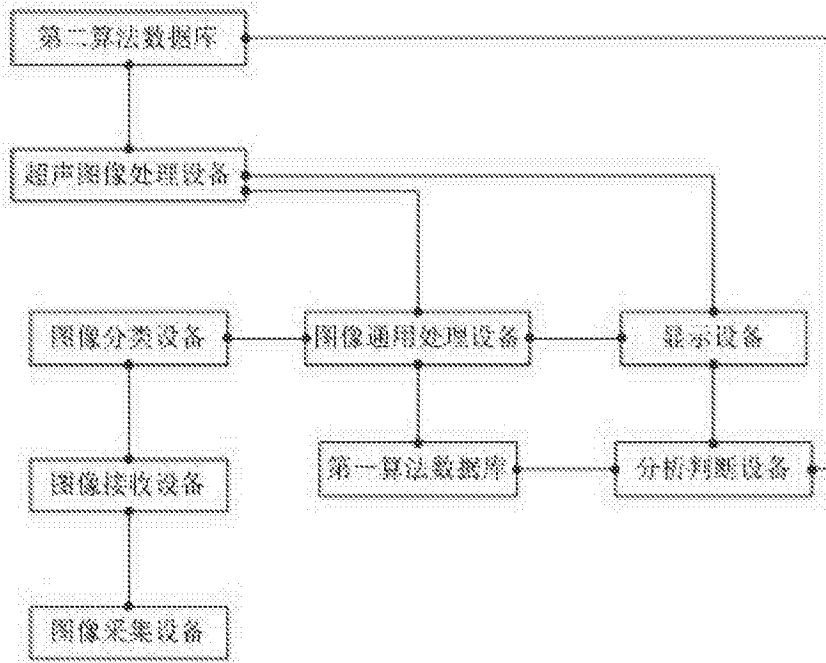 第二算法数据库
超声图像处理设备
图像分类设备
图像通用处理设备
显示设备
图像接收设备
第一算法数据库
分析判断设备
图像采集设备